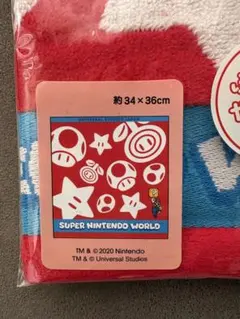 約34×36cm
SUPER NINTENDO WORLD
TM & © 2020 Nintendo
TM & © Universal Studios